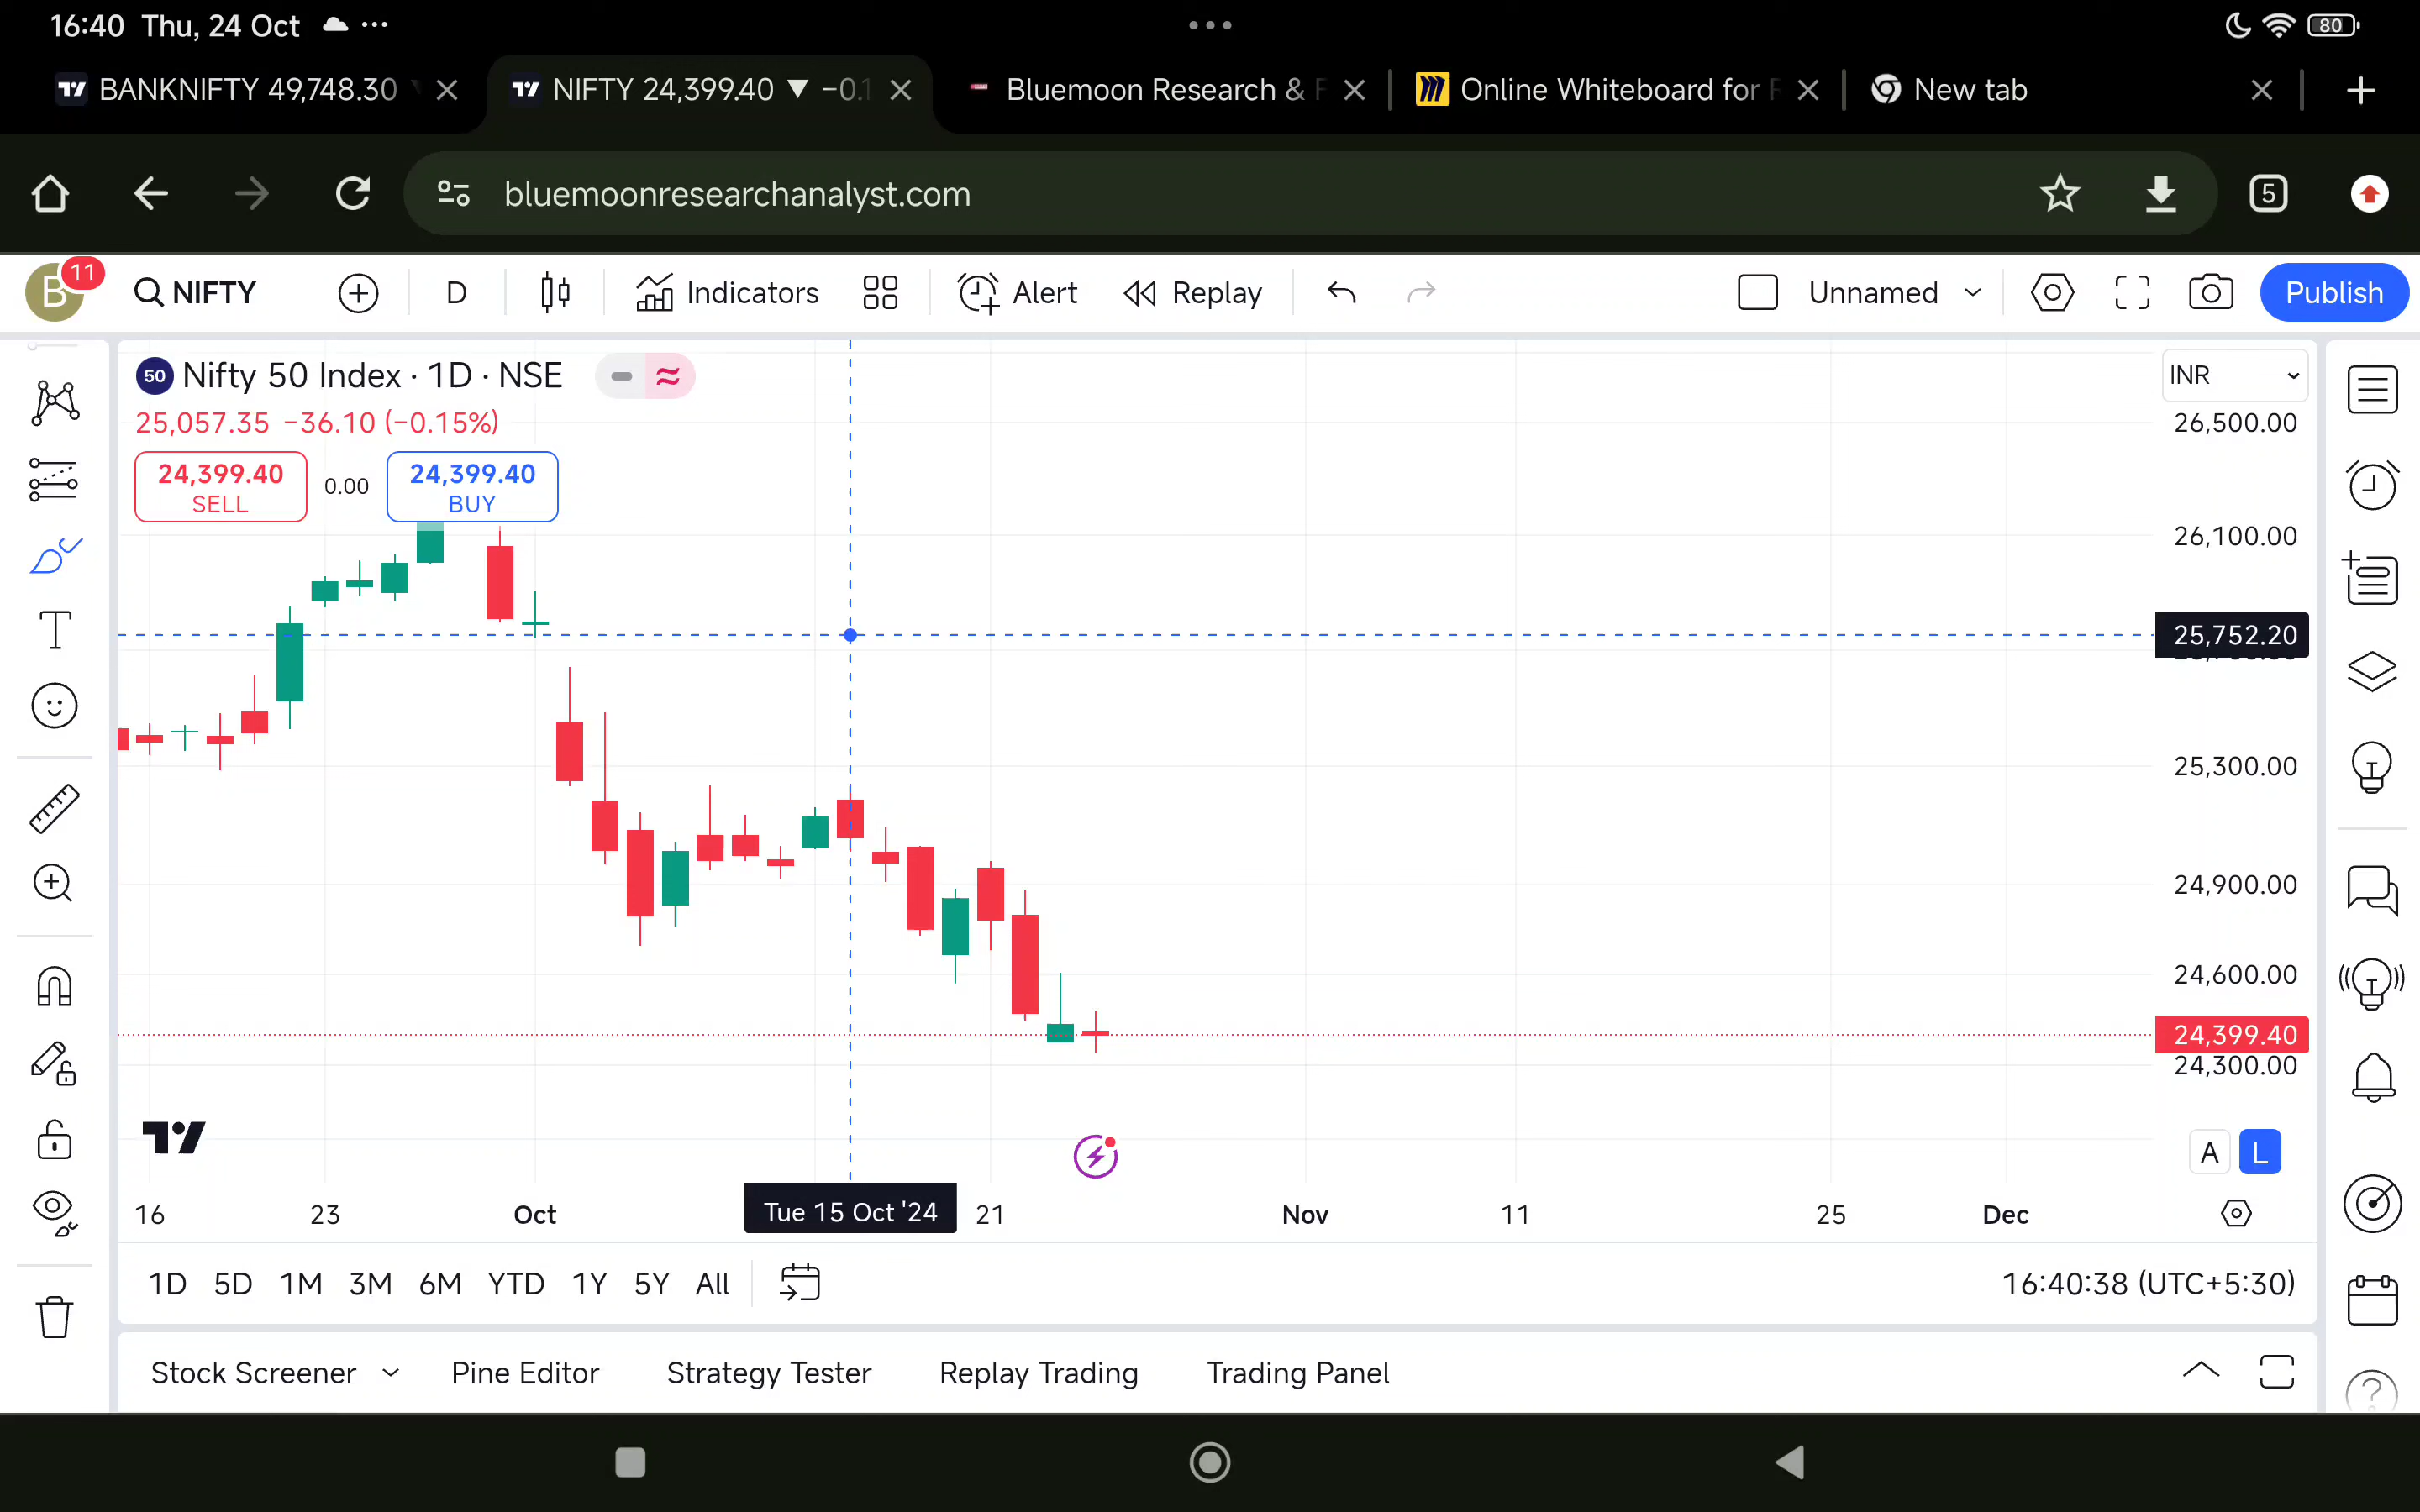 16:40 Thu, 24 Oct
80
BANKNIFTY 49,748.30
NIFTY 24,399.40 ▼ −0.1
Bluemoon Research &
Online Whiteboard for
New tab
bluemoonresearchanalyst.com
5
B
11
NIFTY
D
Indicators
Alert
Replay
Unnamed
Publish
50
Nifty 50 Index · 1D · NSE
INR
25,057.35 −36.10 (−0.15%)
24,399.40
SELL
0.00
24,399.40
BUY
26,500.00
26,100.00
25,752.20
25,300.00
24,900.00
24,600.00
24,399.40
24,300.00
A
L
16
23
Oct
Tue 15 Oct '24
21
Nov
11
25
Dec
1D 5D 1M 3M 6M YTD 1Y 5Y All
16:40:38 (UTC+5:30)
Stock Screener
Pine Editor
Strategy Tester
Replay Trading
Trading Panel